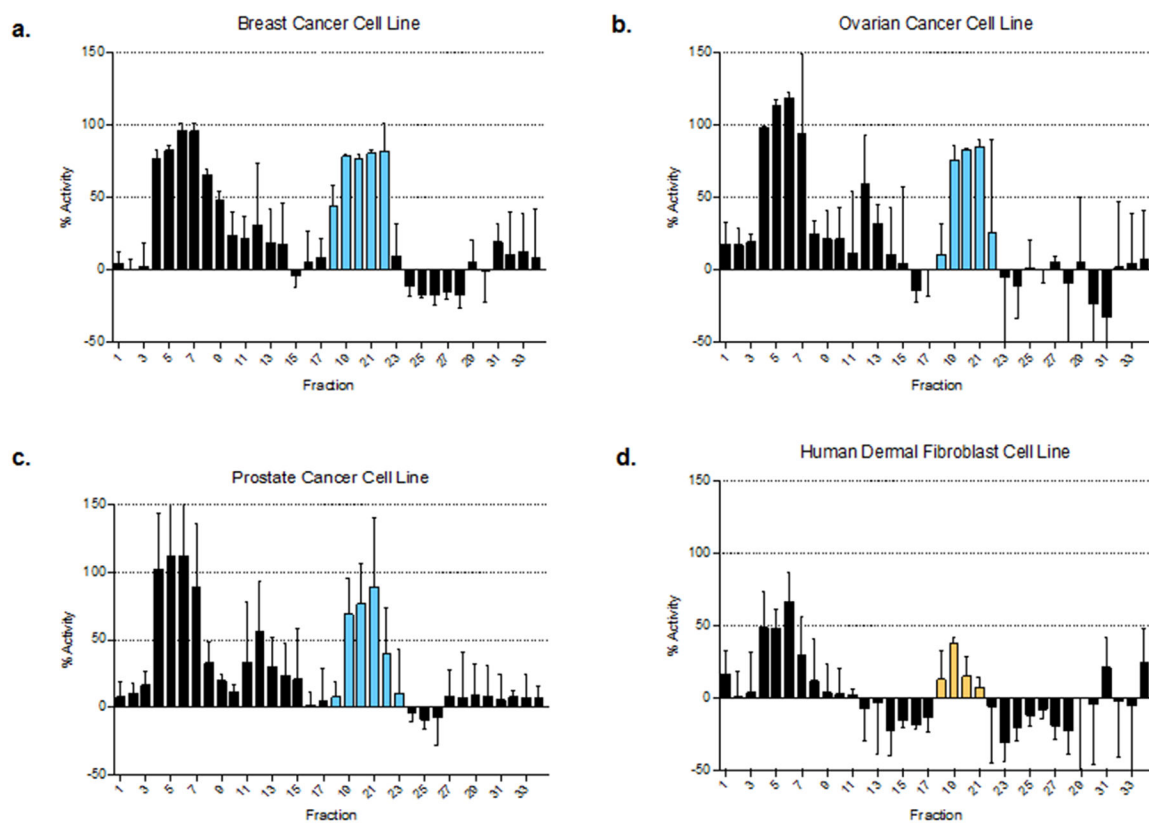 a.
Breast Cancer Cell Line
150
100
50
0
-50
% Activity
1 3 5 7 9 11 13 15 17 19 21 23 25 27 29 31 33
Fraction
b.
Ovarian Cancer Cell Line
150
100
50
0
-50
% Activity
1 3 5 7 9 11 13 15 17 19 21 23 25 27 29 31 33
Fraction
c.
Prostate Cancer Cell Line
150
100
50
0
-50
% Activity
1 3 5 7 9 11 13 15 17 19 21 23 25 27 29 31 33
Fraction
d.
Human Dermal Fibroblast Cell Line
150
100
50
0
-50
% Activity
1 3 5 7 9 11 13 15 17 19 21 23 25 27 29 31 33
Fraction